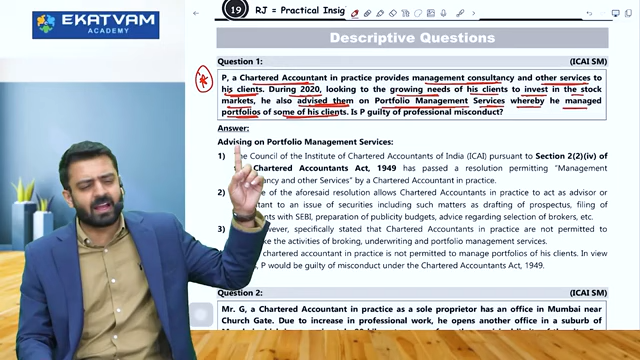 EKATVAM
ACADEMY
19
RJ = Practical Insig
Descriptive Questions
Question 1: (ICAI SM)
P, a Chartered Accountant in practice provides management consultancy and other services to
his clients. During 2020, looking to the growing needs of his clients to invest in the stock
markets, he also advised them on Portfolio Management Services whereby he managed
portfolios of some of his clients. Is P guilty of professional misconduct?
Answer:
Advising on Portfolio Management Services:
1) The Council of the Institute of Chartered Accountants of India (ICAI) pursuant to Section 2(2)(iv) of
Chartered Accountants Act, 1949 has passed a resolution permitting "Management
ancy and other Services" by a Chartered Accountant in practice.
2) e of the aforesaid resolution allows Chartered Accountants in practice to act as advisor or
tant to an issue of securities including such matters as drafting of prospectus, filing of
ents with SEBI, preparation of publicity budgets, advice regarding selection of brokers, etc.
3) owever, specifically stated that Chartered Accountants in practice are not permitted to
ke the activities of broking, underwriting and portfolio management services.
chartered accountant is not permitted to manage portfolios of his clients. In view
s, P would be guilty of misconduct under the Chartered Accountants Act, 1949.
Question 2: (ICAI SM)
Mr. G, a Chartered Accountant in practice as a sole proprietor has an office in Mumbai near
Church Gate. Due to increase in professional work, he opens another office in a suburb of